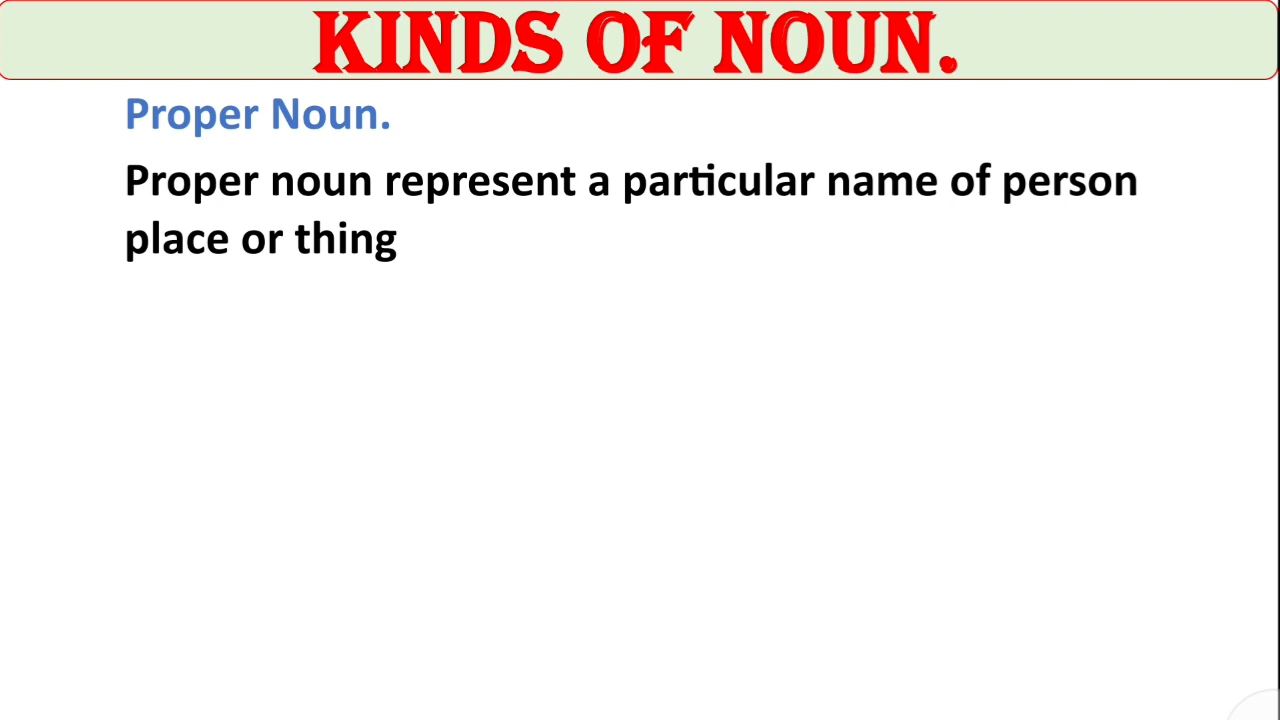 KINDS OF NOUN.
Proper Noun.
Proper noun represent a particular name of person
place or thing